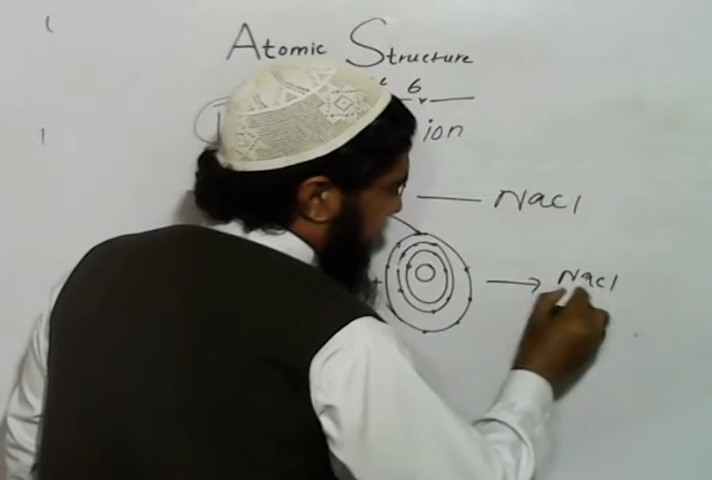 Atomic Structure
6
ion
— Nacl
→ Nacl